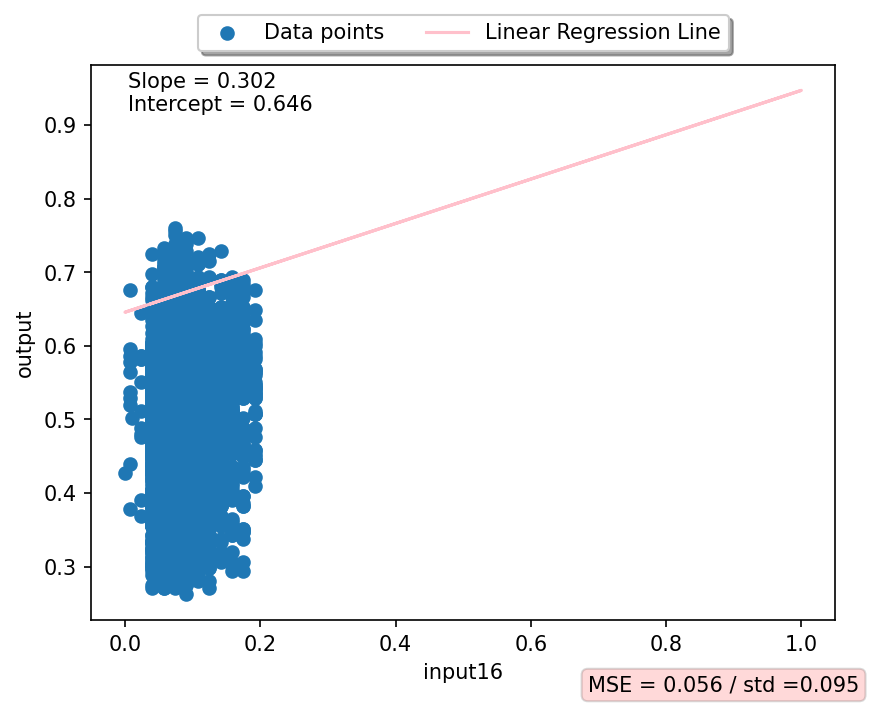 Data points
Linear Regression Line
Slope = 0.302
Intercept = 0.646
0.9
0.8
0.7
0.6
0.5
0.4
0.3
output
0.0
0.2
0.4
0.6
0.8
1.0
input16
MSE = 0.056 / std =0.095